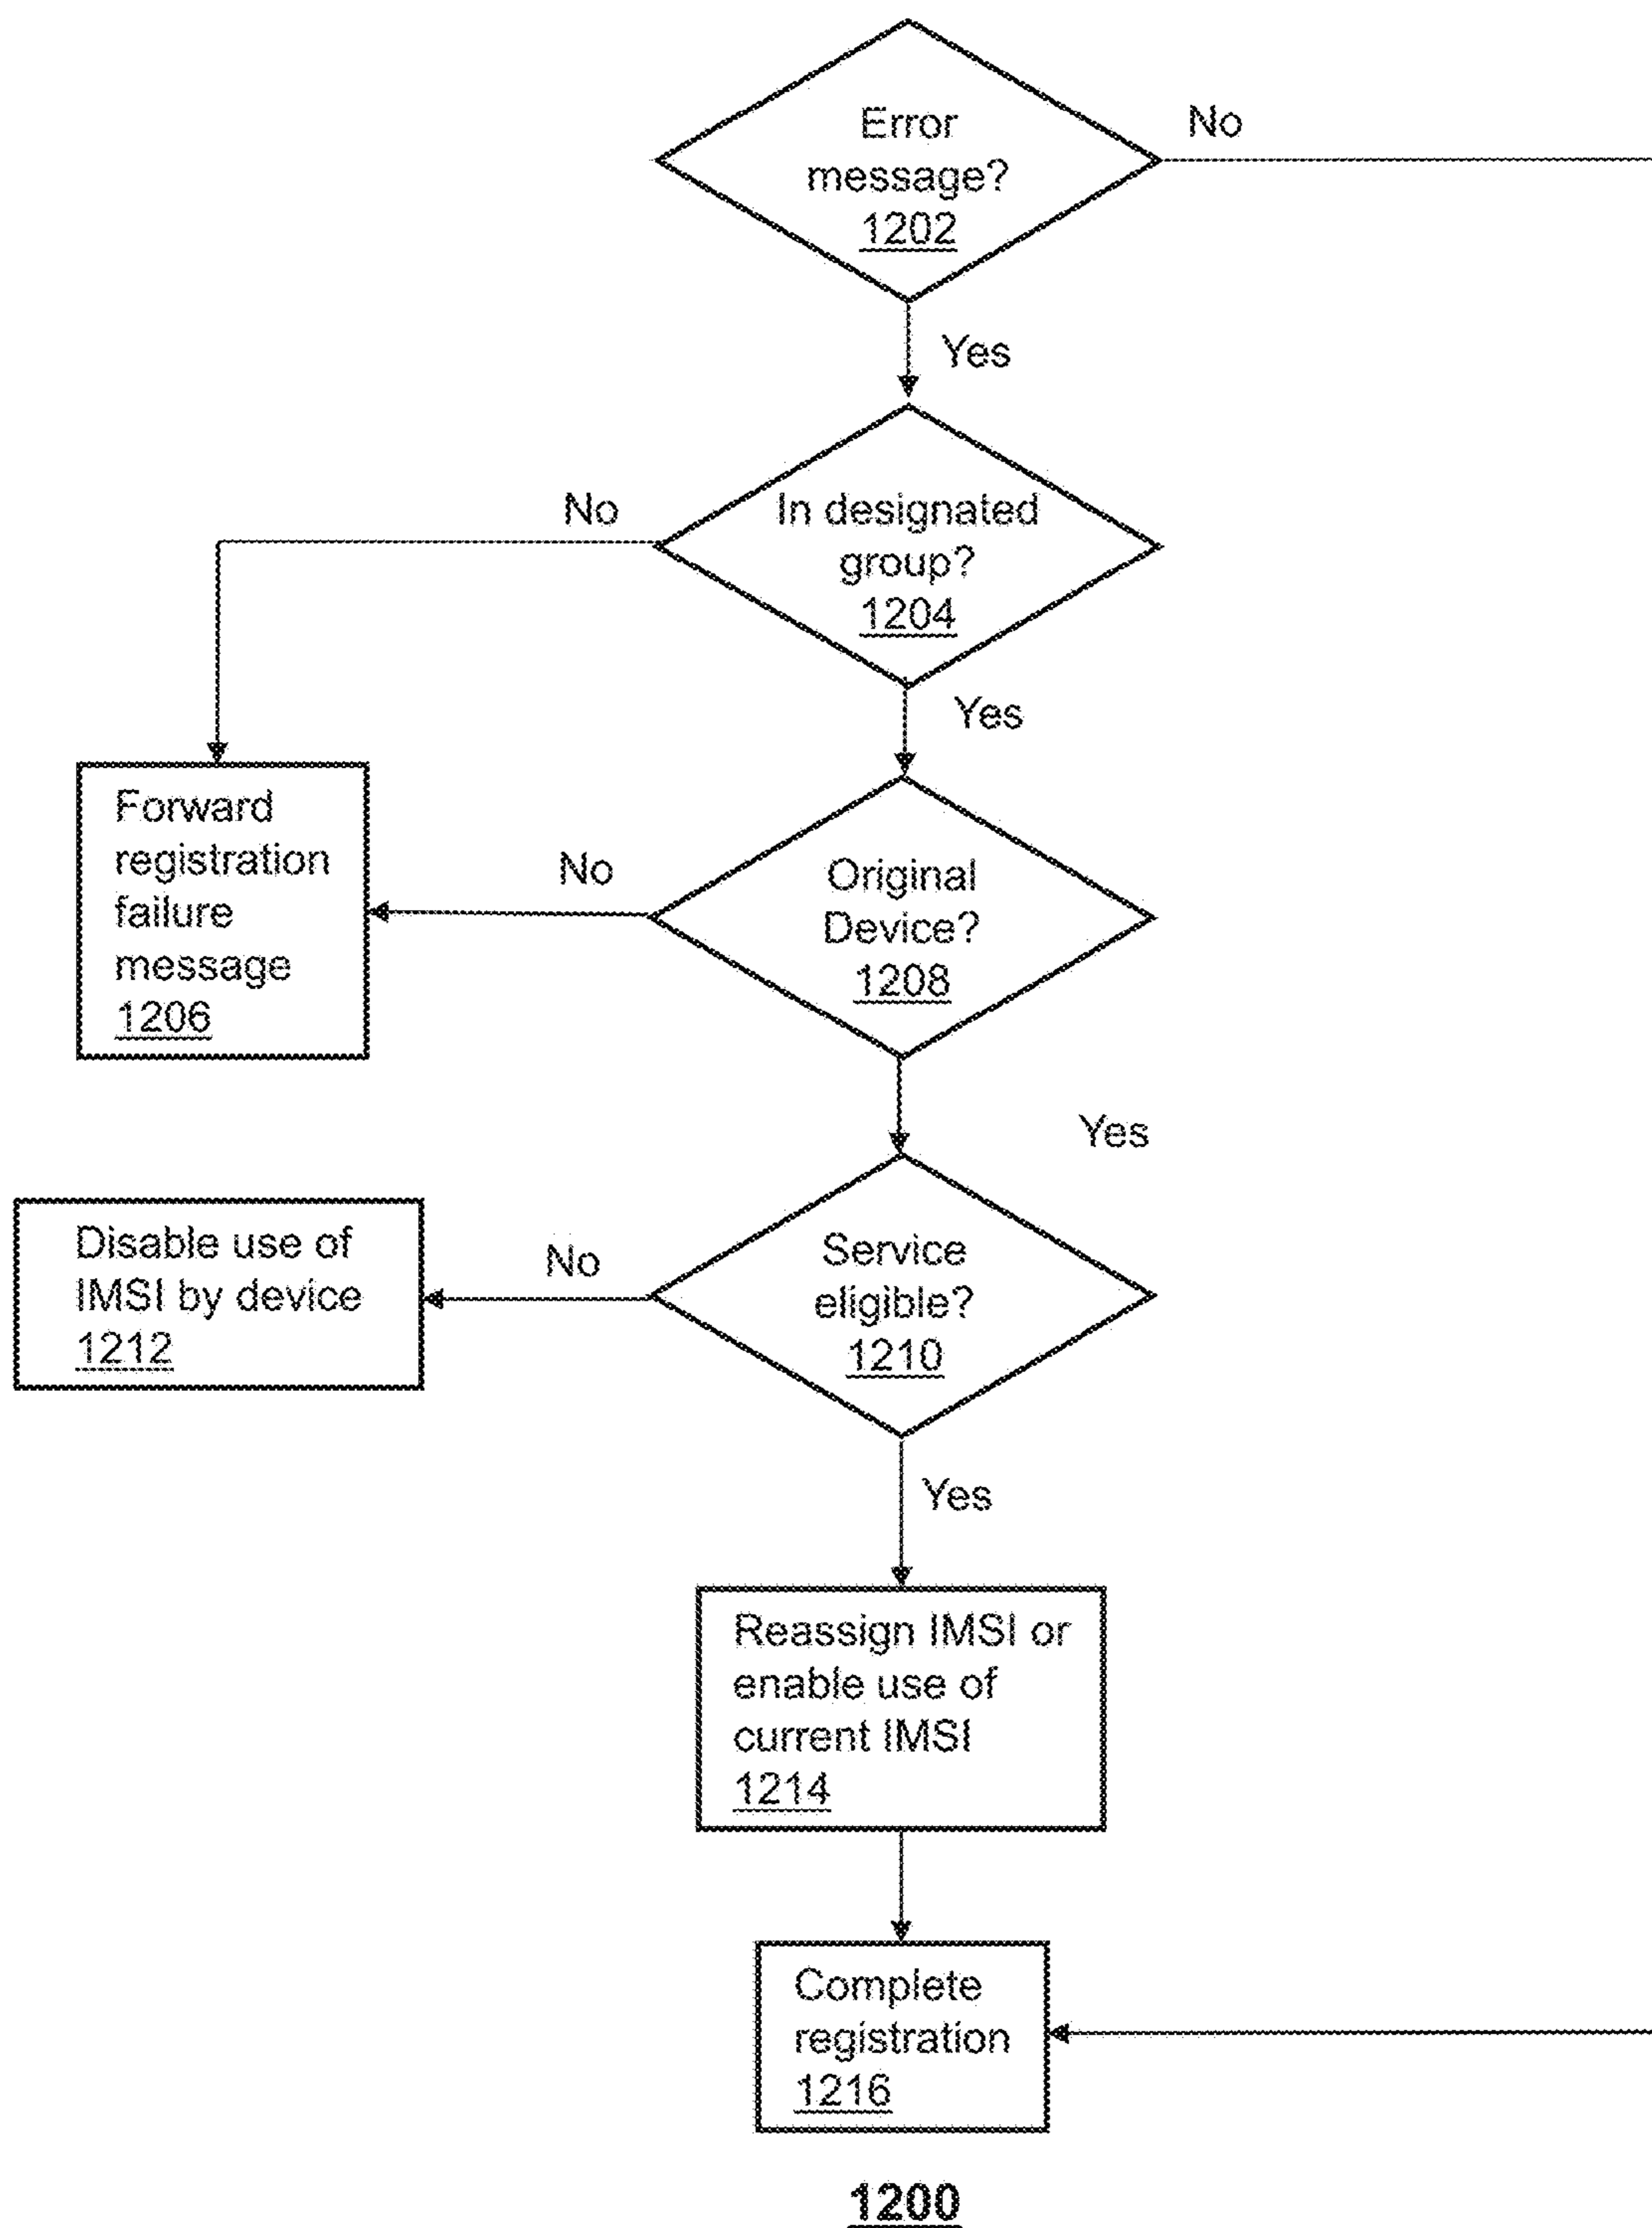 Error
message?
1202
No
Yes
In designated
group?
1204
No
Yes
Forward
registration
failure
message
1206
No
Original
Device?
1208
Yes
Disable use of
IMSI by device
1212
No
Service
eligible?
1210
Yes
Reassign IMSI or
enable use of
current IMSI
1214
Complete
registration
1216
1200